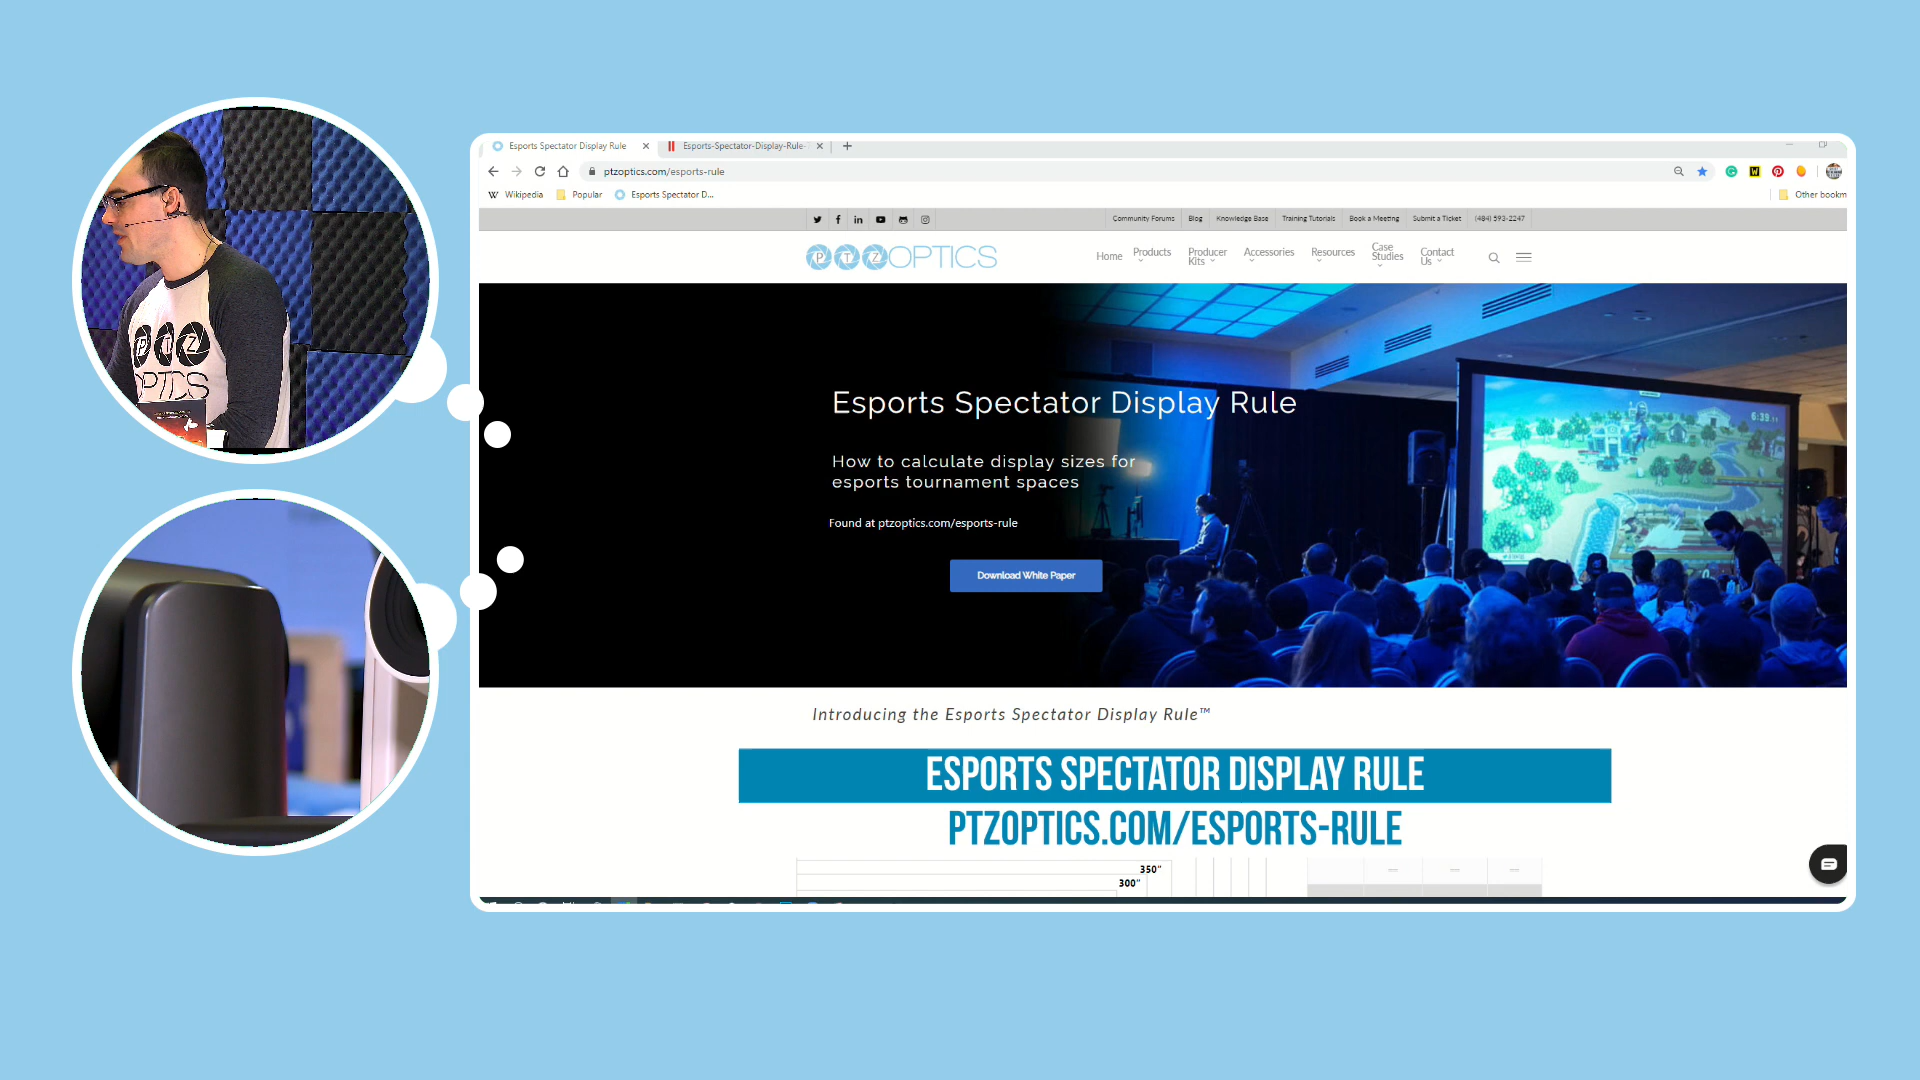 PTZ
OPTICS
Esports Spectator Display Rule
Esports-Spectator-Display-Rule-
ptzoptics.com/esports-rule
Wikipedia
Popular
Esports Spectator D...
Other bookm
Community Forums
Blog
Knowledge Base
Training Tutorials
Book a Meeting
Submit a Ticket
(484) 593-2247
PTZOPTICS
Home
Products
Producer
Kits
Accessories
Resources
Case
Studies
Contact
Us
Esports Spectator Display Rule
How to calculate display sizes for
esports tournament spaces
Found at ptzoptics.com/esports-rule
Download White Paper
6:39
Introducing the Esports Spectator Display Rule™
ESPORTS SPECTATOR DISPLAY RULE
PTZOPTICS.COM/ESPORTS-RULE
350"
300"